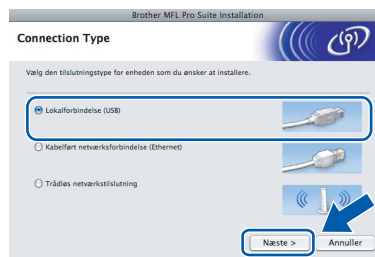 Brother MFL Pro Suite Installation
Connection Type
Vælg den tilslutningstype for enheden som du ønsker at installere.
Lokalforbindelse (USB)
Kabelført netværksforbindelse (Ethernet)
Trådløs netværkstilslutning
Næste >
Annuller